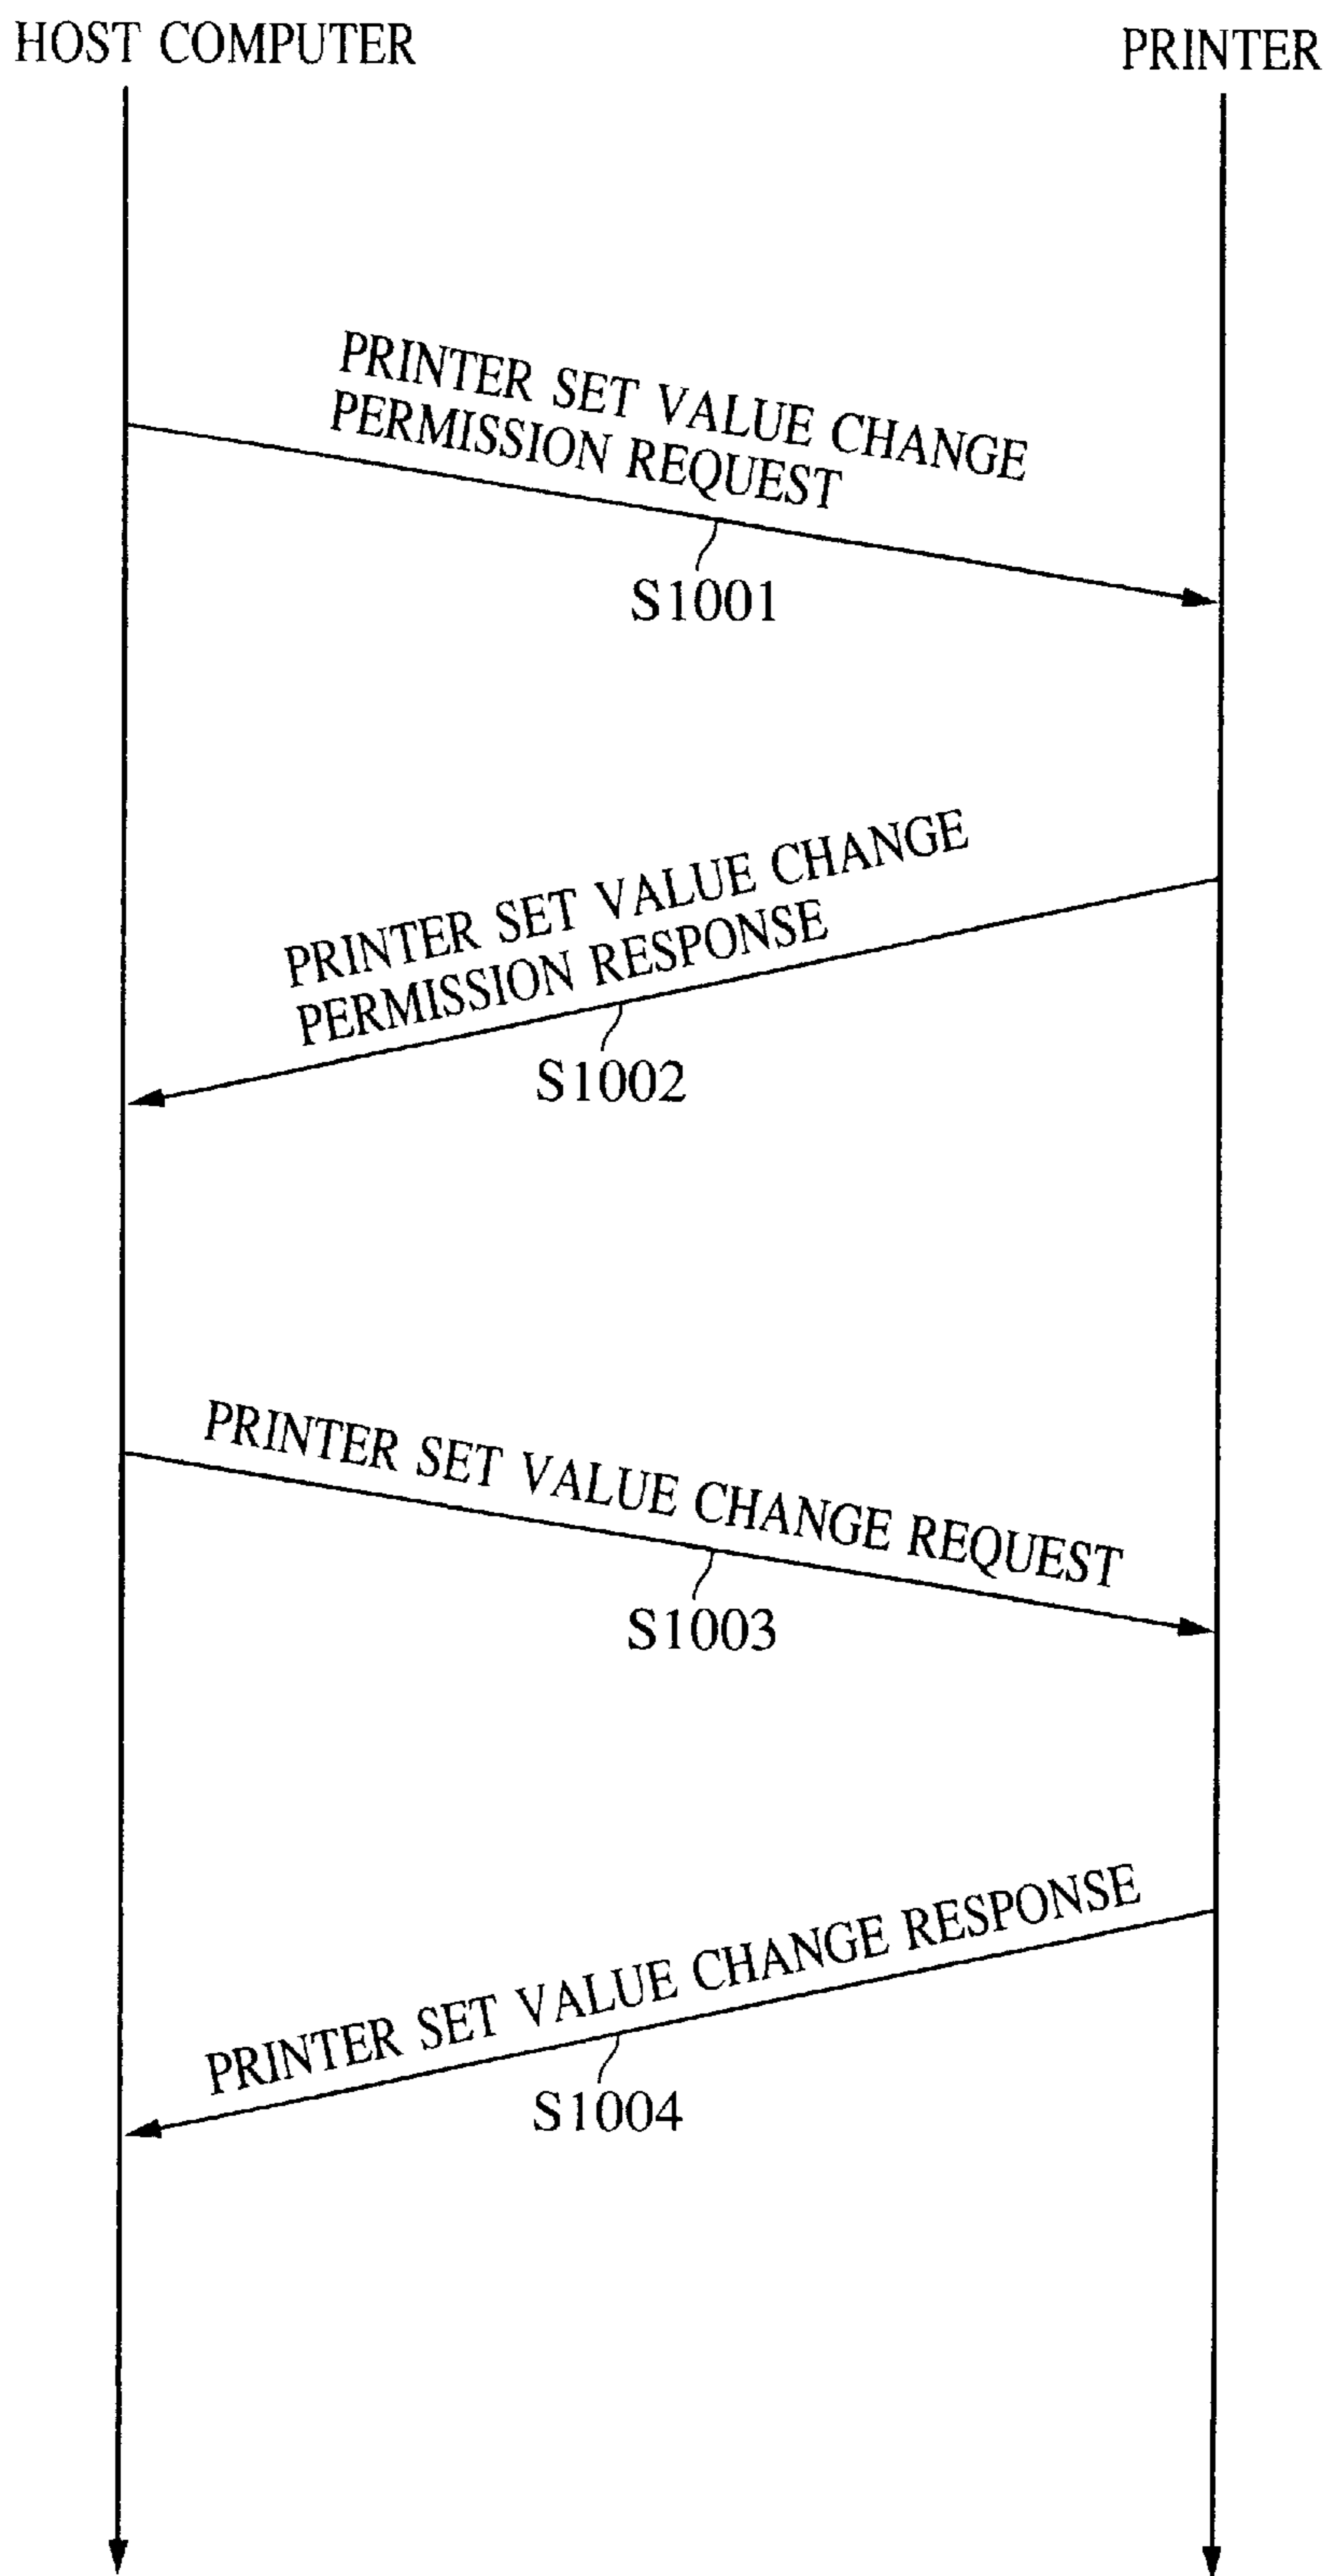 HOST COMPUTER
PRINTER
PRINTER SET VALUE CHANGE
PERMISSION REQUEST
S1001
PRINTER SET VALUE CHANGE
PERMISSION RESPONSE
S1002
PRINTER SET VALUE CHANGE REQUEST
S1003
PRINTER SET VALUE CHANGE RESPONSE
S1004